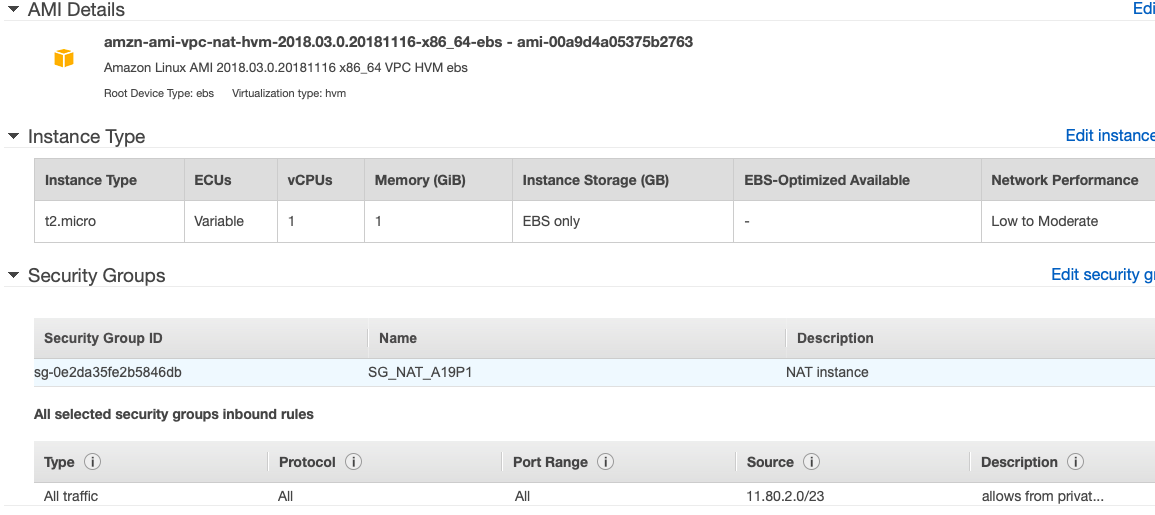 AMI Details Edi
amzn-ami-vpc-nat-hvm-2018.03.0.20181116-x86_64-ebs - ami-00a9d4a05375b2763
Amazon Linux AMI 2018.03.0.20181116 x86_64 VPC HVM ebs
Root Device Type: ebs Virtualization type: hvm
Instance Type Edit instance
Instance Type ECUs vCPUs Memory (GiB) Instance Storage (GB) EBS-Optimized Available Network Performance
t2.micro Variable 1 1 EBS only - Low to Moderate
Security Groups Edit security gr
Security Group ID Name Description
sg-0e2da35fe2b5846db SG_NAT_A19P1 NAT instance
All selected security groups inbound rules
Type i Protocol i Port Range i Source i Description i
All traffic All All 11.80.2.0/23 allows from privat...